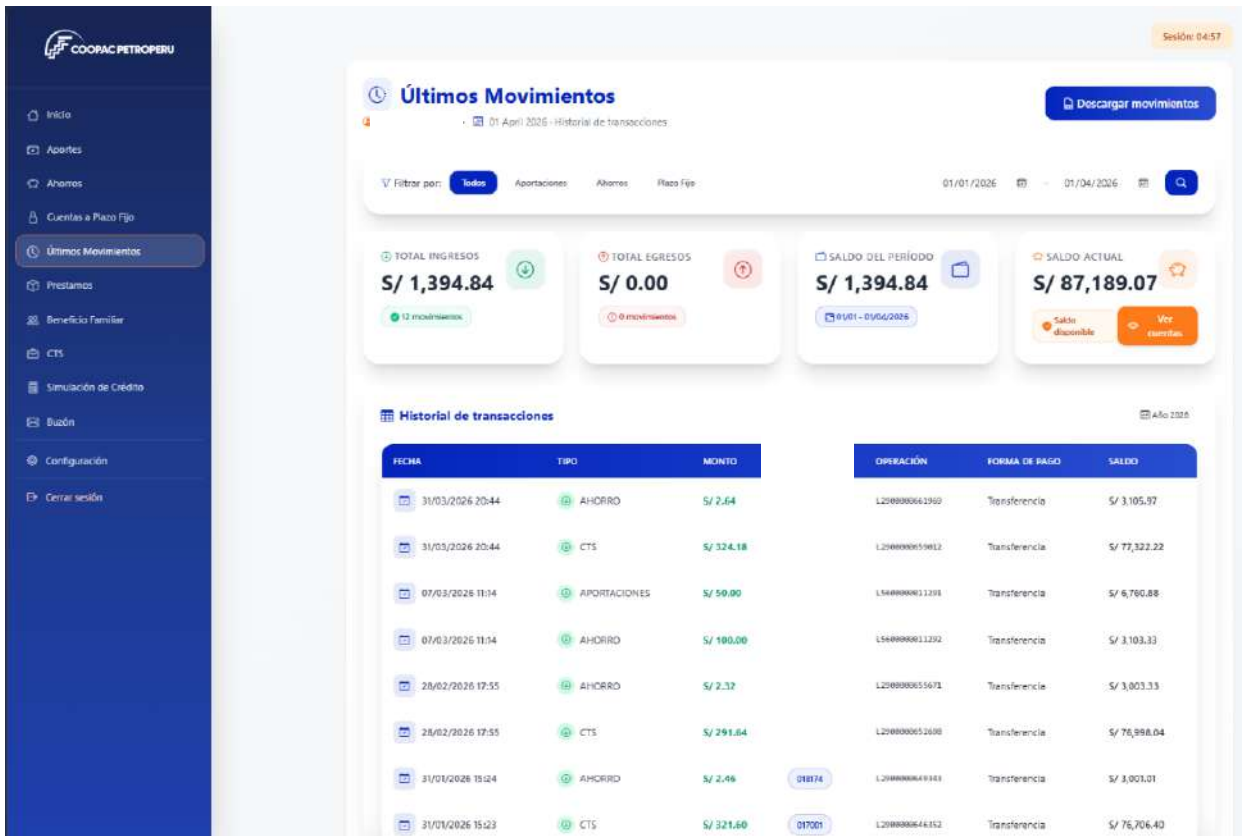 COOPAC PETROPERU
Sesión: 04:57
Inicio
Aportes
Ahorros
Cuentas a Plazo Fijo
Últimos Movimientos
Prestamos
Beneficio Familiar
CTS
Simulación de Crédito
Buzón
Configuración
Cerrar sesión
Últimos Movimientos
· 01 April 2026 - Historial de transacciones
Descargar movimientos
Filtrar por: Todos Aportaciones Ahorros Plazo Fijo 01/01/2026 - 01/04/2026
TOTAL INGRESOS
S/ 1,394.84
12 movimientos
TOTAL EGRESOS
S/ 0.00
0 movimientos
SALDO DEL PERÍODO
S/ 1,394.84
01/01 - 01/04/2026
SALDO ACTUAL
S/ 87,189.07
Saldo disponible
Ver cuentas
Historial de transacciones
Año 2026
FECHA TIPO MONTO OPERACIÓN FORMA DE PAGO SALDO
31/03/2026 20:44 AHORRO S/ 2.64 Transferencia S/ 3,105.97
31/03/2026 20:44 CTS S/ 324.18 Transferencia S/ 77,322.22
07/03/2026 11:14 APORTACIONES S/ 50.00 Transferencia S/ 6,760.88
07/03/2026 11:14 AHORRO S/ 100.00 Transferencia S/ 3,103.33
28/02/2026 17:55 AHORRO S/ 2.32 Transferencia S/ 3,003.33
28/02/2026 17:55 CTS S/ 291.64 Transferencia S/ 76,998.04
31/01/2026 15:24 AHORRO S/ 2.46 018174 Transferencia S/ 3,001.01
31/01/2026 15:23 CTS S/ 321.60 017001 Transferencia S/ 76,706.40